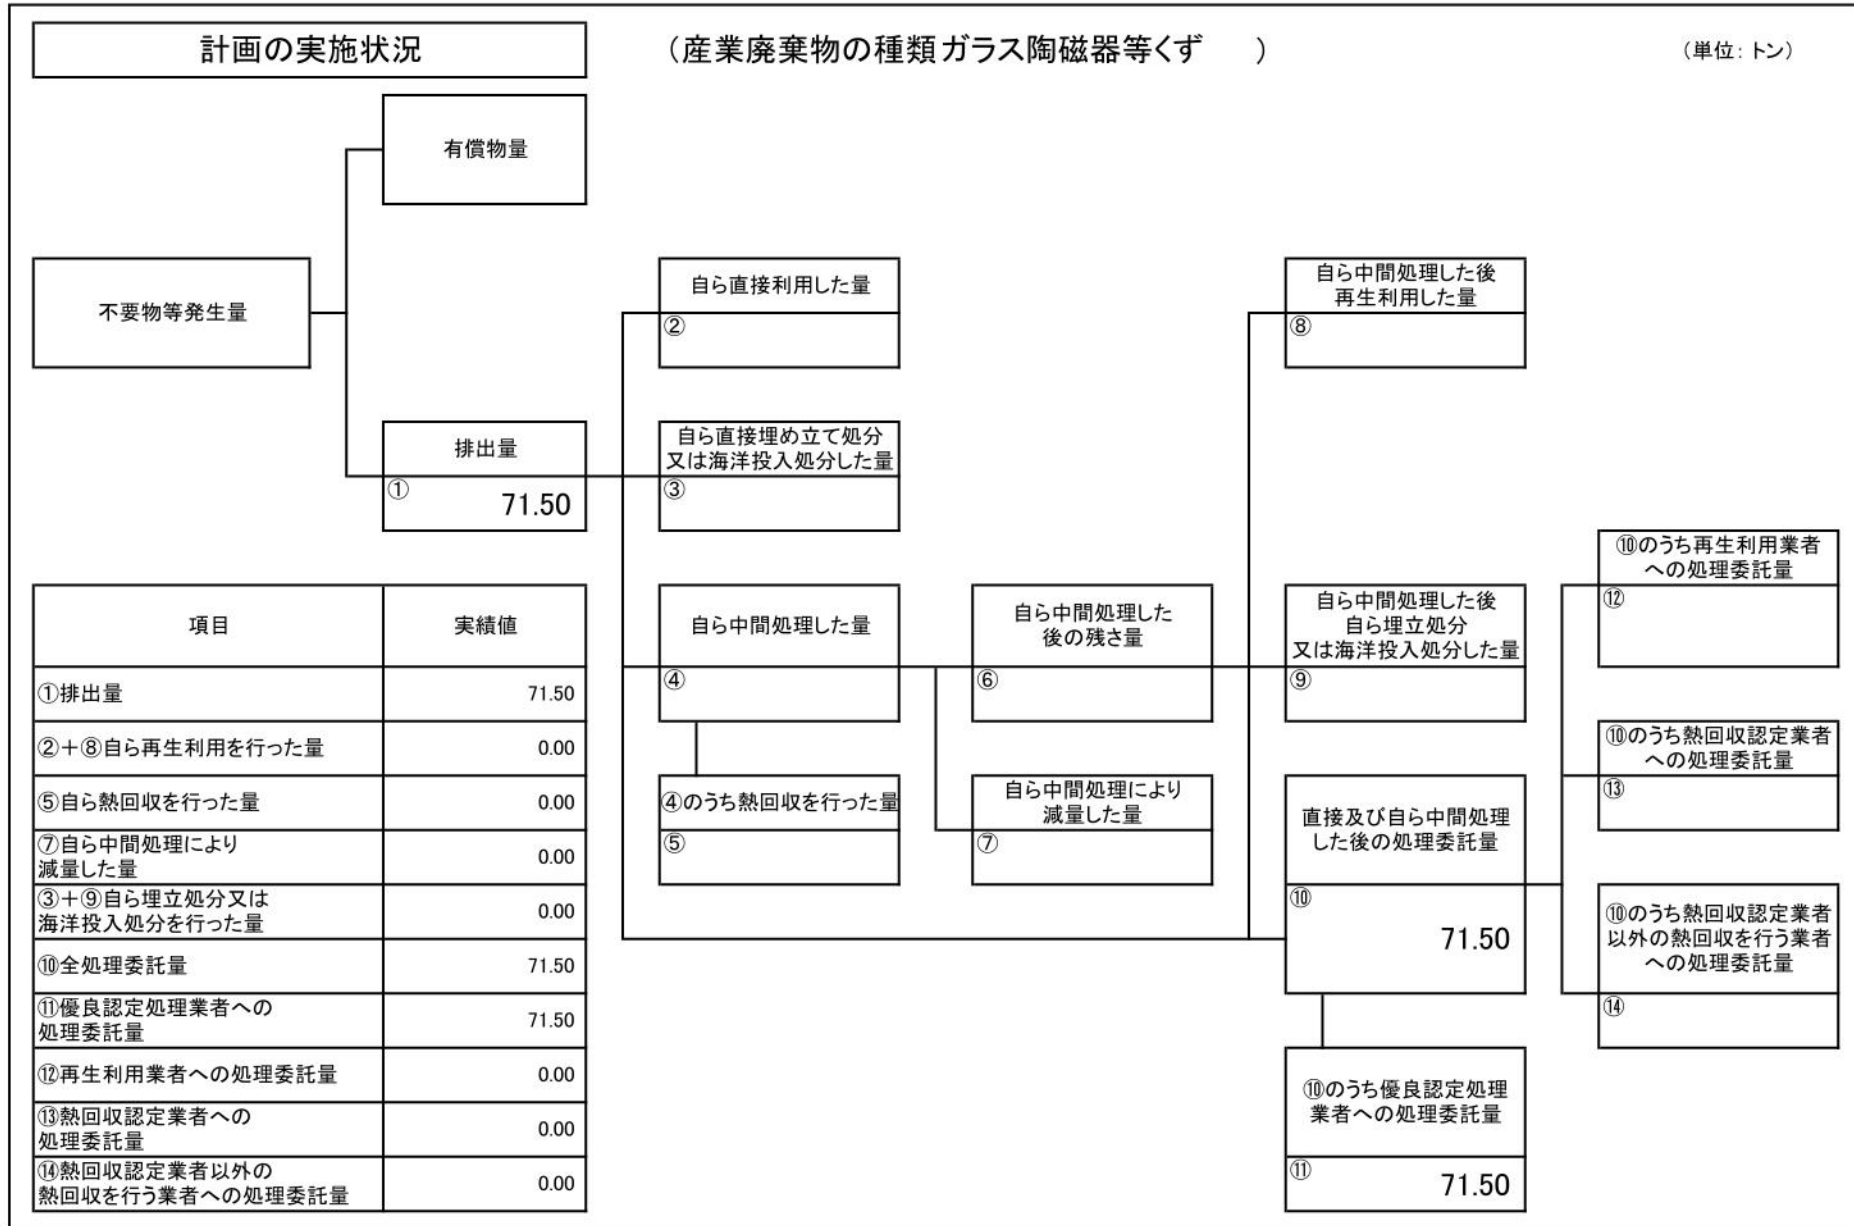 計画の実施状況
（産業廃棄物の種類 ガラス陶磁器等くず　　）
（単位：トン）
有償物量
不要物等発生量
自ら直接利用した量
②
自ら中間処理した後
再生利用した量
⑧
排出量
①
71.50
自ら直接埋め立て処分
又は海洋投入処分した量
③
⑩のうち再生利用業者
への処理委託量
⑫
自ら中間処理した量
④
自ら中間処理した
後の残さ量
⑥
自ら中間処理した後
自ら埋立処分
又は海洋投入処分した量
⑨
⑩のうち熱回収認定業者
への処理委託量
⑬
④のうち熱回収を行った量
⑤
自ら中間処理により
減量した量
⑦
直接及び自ら中間処理
した後の処理委託量
⑩
71.50
⑩のうち熱回収認定業者
以外の熱回収を行う業者
への処理委託量
⑭
⑩のうち優良認定処理
業者への処理委託量
⑪
71.50
項目 実績値
①排出量 71.50
②＋⑧自ら再生利用を行った量 0.00
⑤自ら熱回収を行った量 0.00
⑦自ら中間処理により
減量した量 0.00
③＋⑨自ら埋立処分又は
海洋投入処分を行った量 0.00
⑩全処理委託量 71.50
⑪優良認定処理業者への
処理委託量 71.50
⑫再生利用業者への処理委託量 0.00
⑬熱回収認定業者への
処理委託量 0.00
⑭熱回収認定業者以外の
熱回収を行う業者への処理委託量 0.00